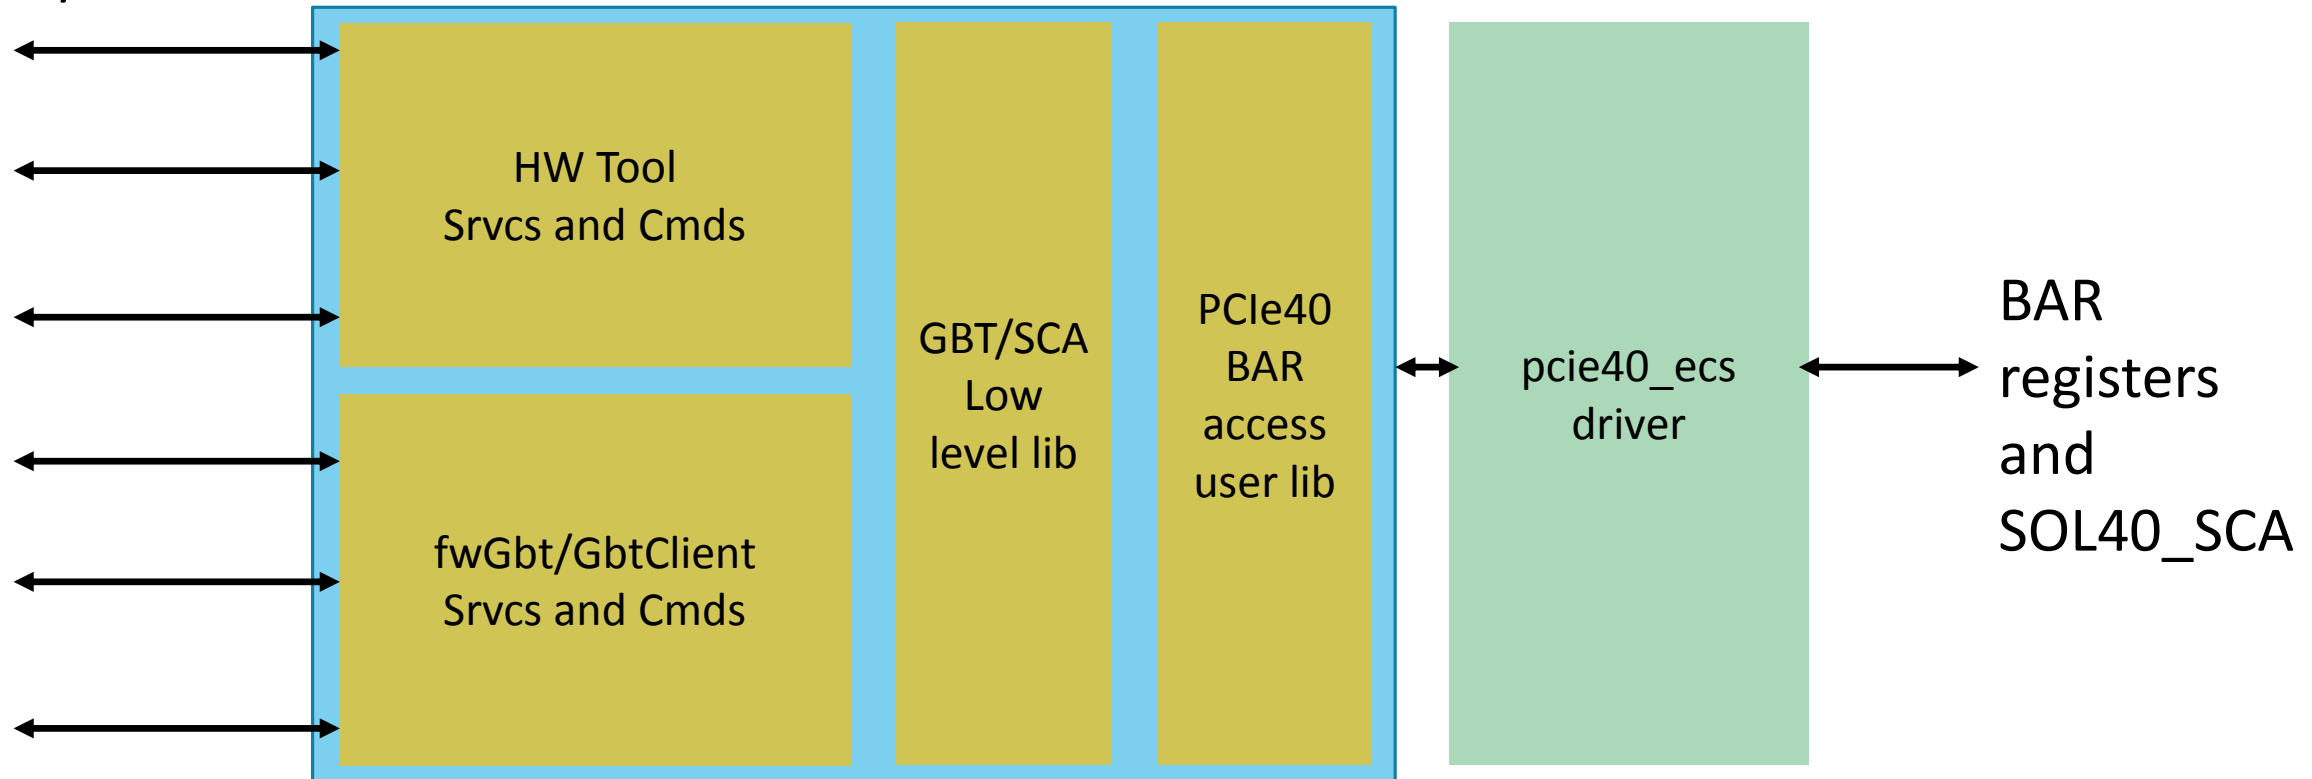 HW Tool
Srvcs and Cmds
fwGbt/GbtClient
Srvcs and Cmds
GBT/SCA
Low
level lib
PCIe40
BAR
access
user lib
pcie40_ecs
driver
BAR
registers
and
SOL40_SCA